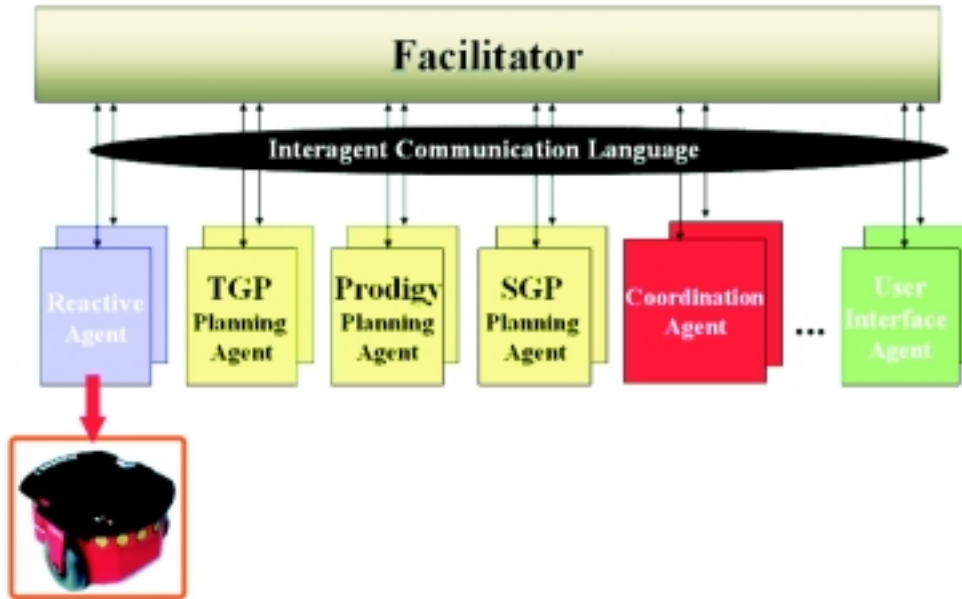 Facilitator
Interagent Communication Language
Reactive
Agent
TGP
Planning
Agent
Prodigy
Planning
Agent
SGP
Planning
Agent
Coordination
Agent
...
User
Interface
Agent